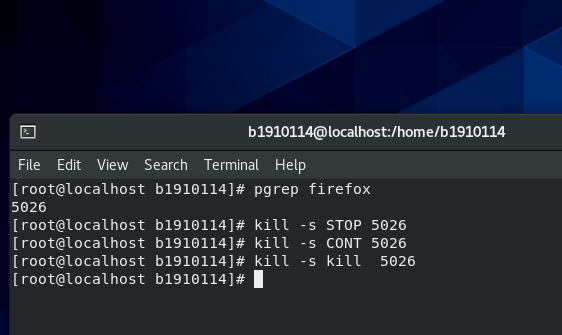 b1910114@localhost:/home/b1910114
File Edit View Search Terminal Help
[root@localhost b1910114]# pgrep firefox
5026
[root@localhost b1910114]# kill -s STOP 5026
[root@localhost b1910114]# kill -s CONT 5026
[root@localhost b1910114]# kill -s kill  5026
[root@localhost b1910114]#